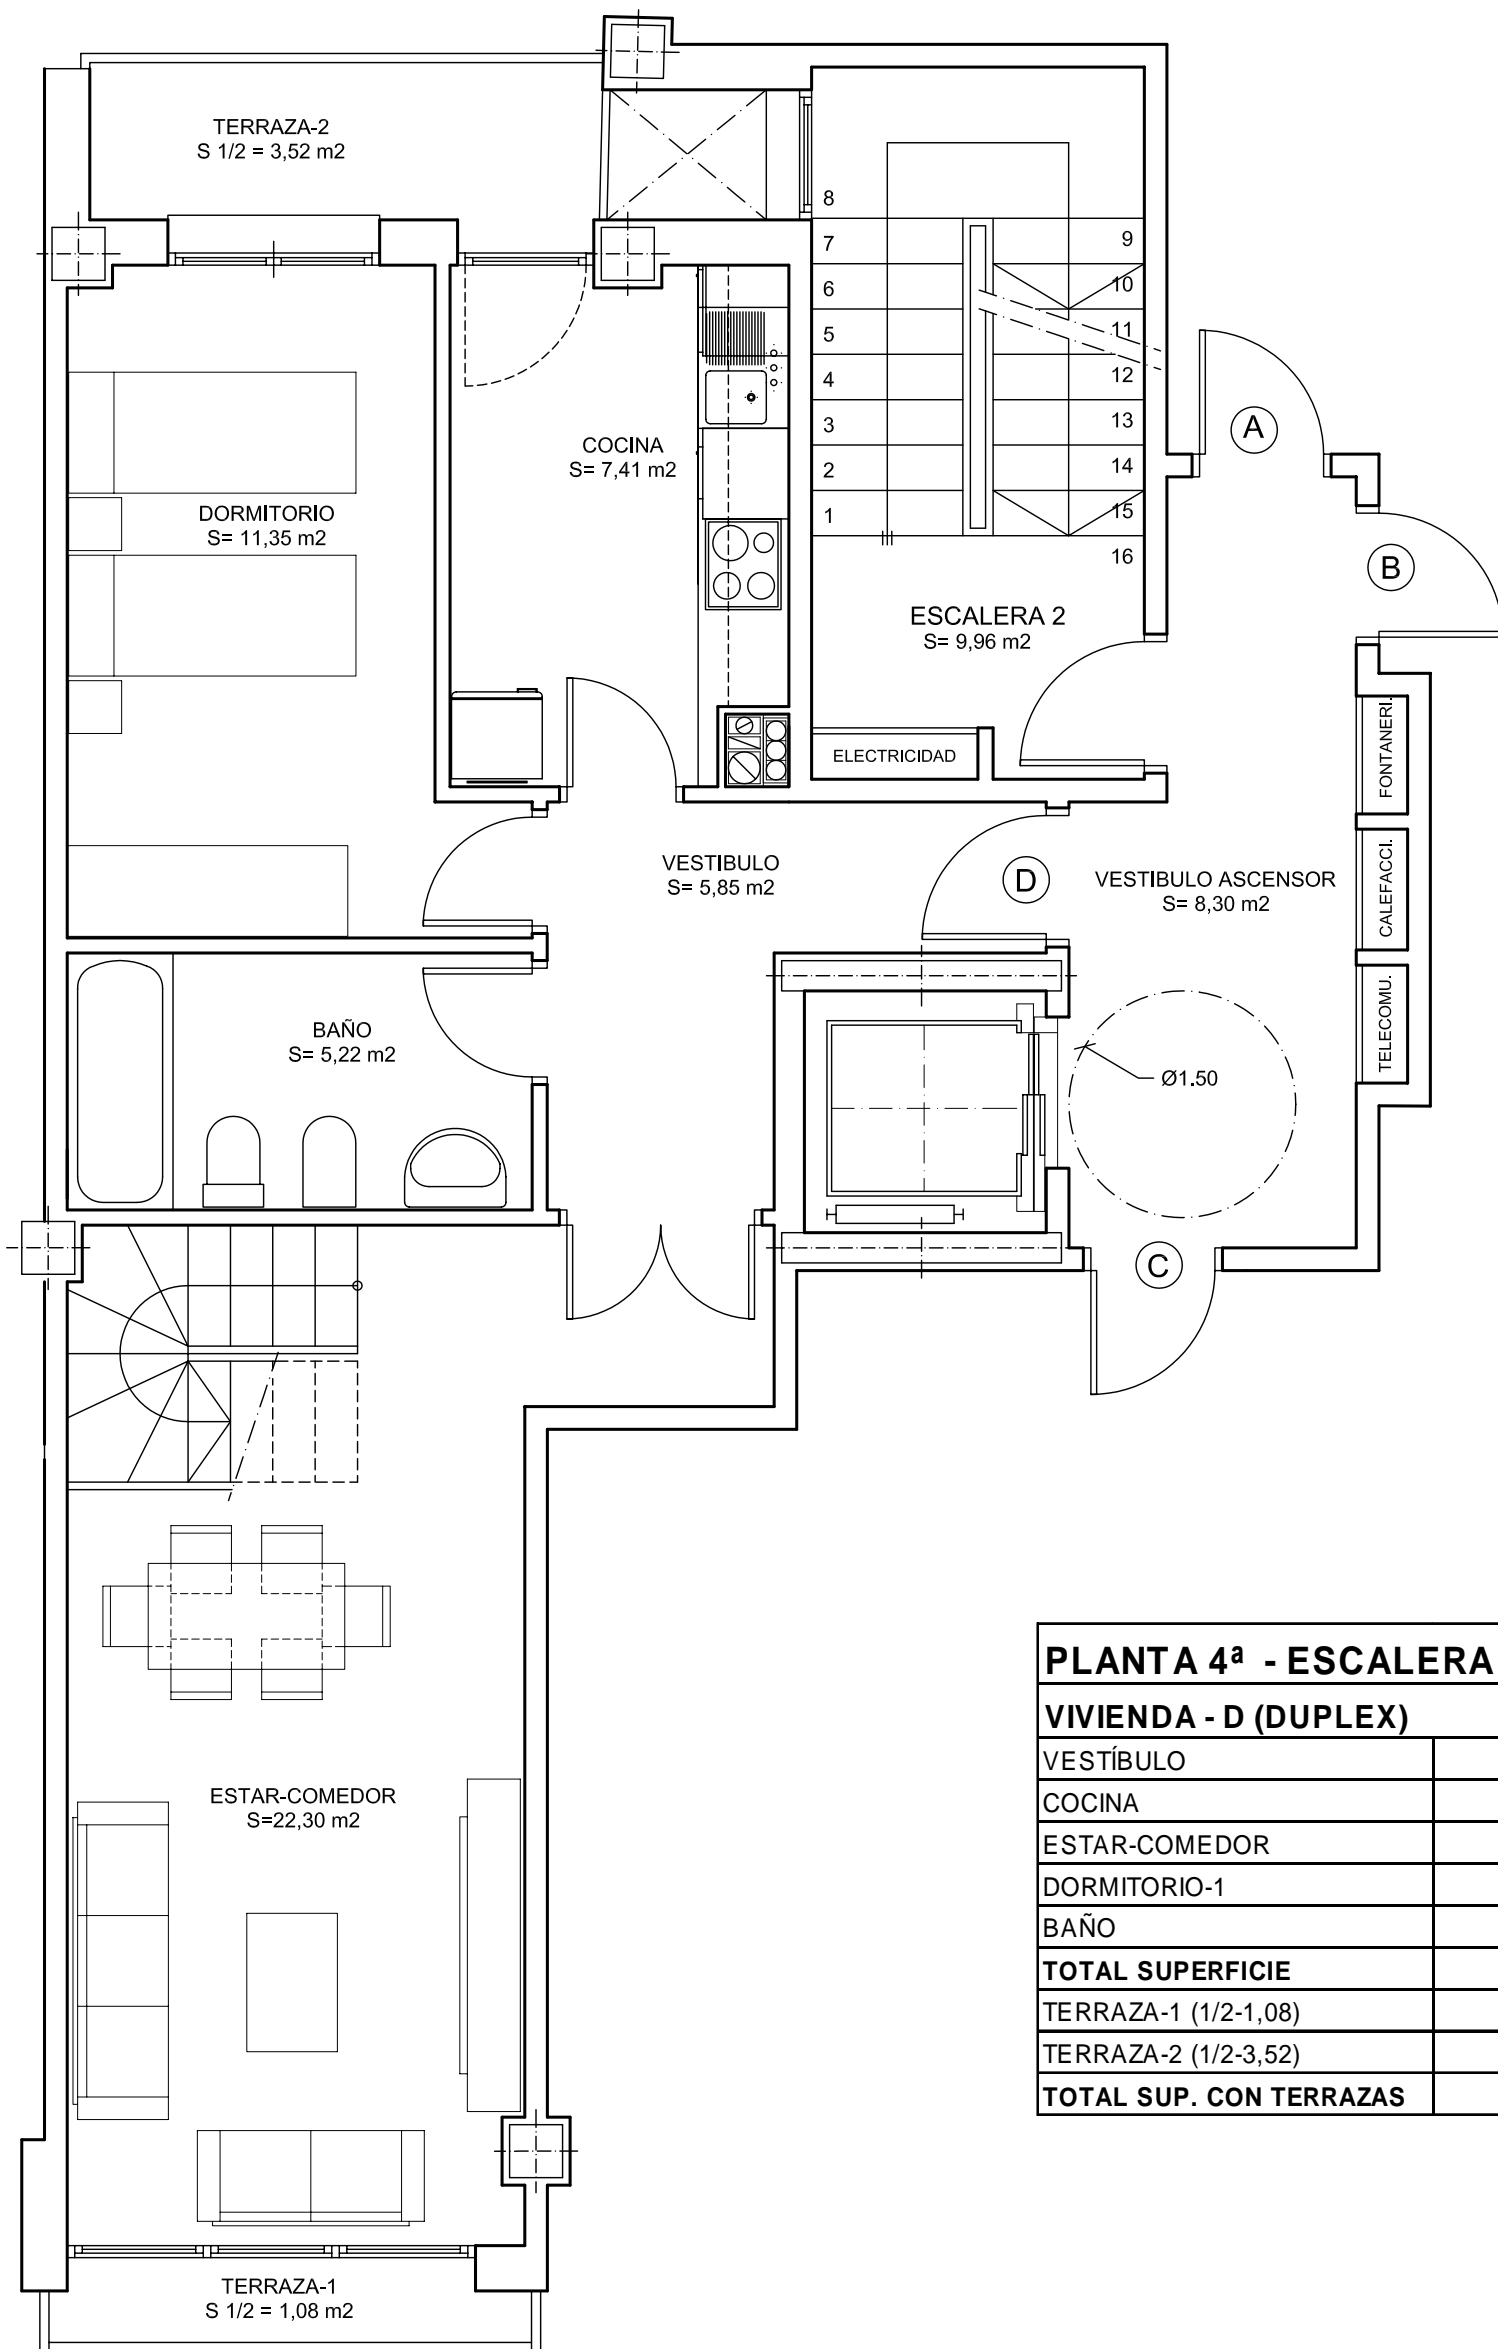 TERRAZA-2
S 1/2 = 3,52 m2
8
7
6
5
4
3
2
1
9
10
11
12
13
14
15
16
A
B
COCINA
S= 7,41 m2
DORMITORIO
S= 11,35 m2
ESCALERA 2
S= 9,96 m2
ELECTRICIDAD
FONTANERI.
CALEFACCI.
TELECOMU.
VESTIBULO
S= 5,85 m2
D
VESTIBULO ASCENSOR
S= 8,30 m2
BAÑO
S= 5,22 m2
Ø1.50
C
ESTAR-COMEDOR
S=22,30 m2
TERRAZA-1
S 1/2 = 1,08 m2
PLANTA 4ª - ESCALERA
VIVIENDA - D (DUPLEX)
VESTÍBULO
COCINA
ESTAR-COMEDOR
DORMITORIO-1
BAÑO
TOTAL SUPERFICIE
TERRAZA-1 (1/2-1,08)
TERRAZA-2 (1/2-3,52)
TOTAL SUP. CON TERRAZAS